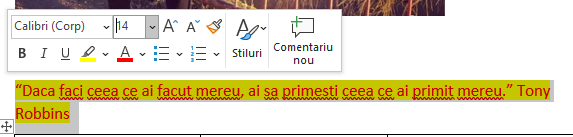 Calibri (Corp) 14 A A
B I U A Stiluri Comentariu
nou
“Daca faci ceea ce ai facut mereu, ai sa primesti ceea ce ai primit mereu.” Tony
Robbins